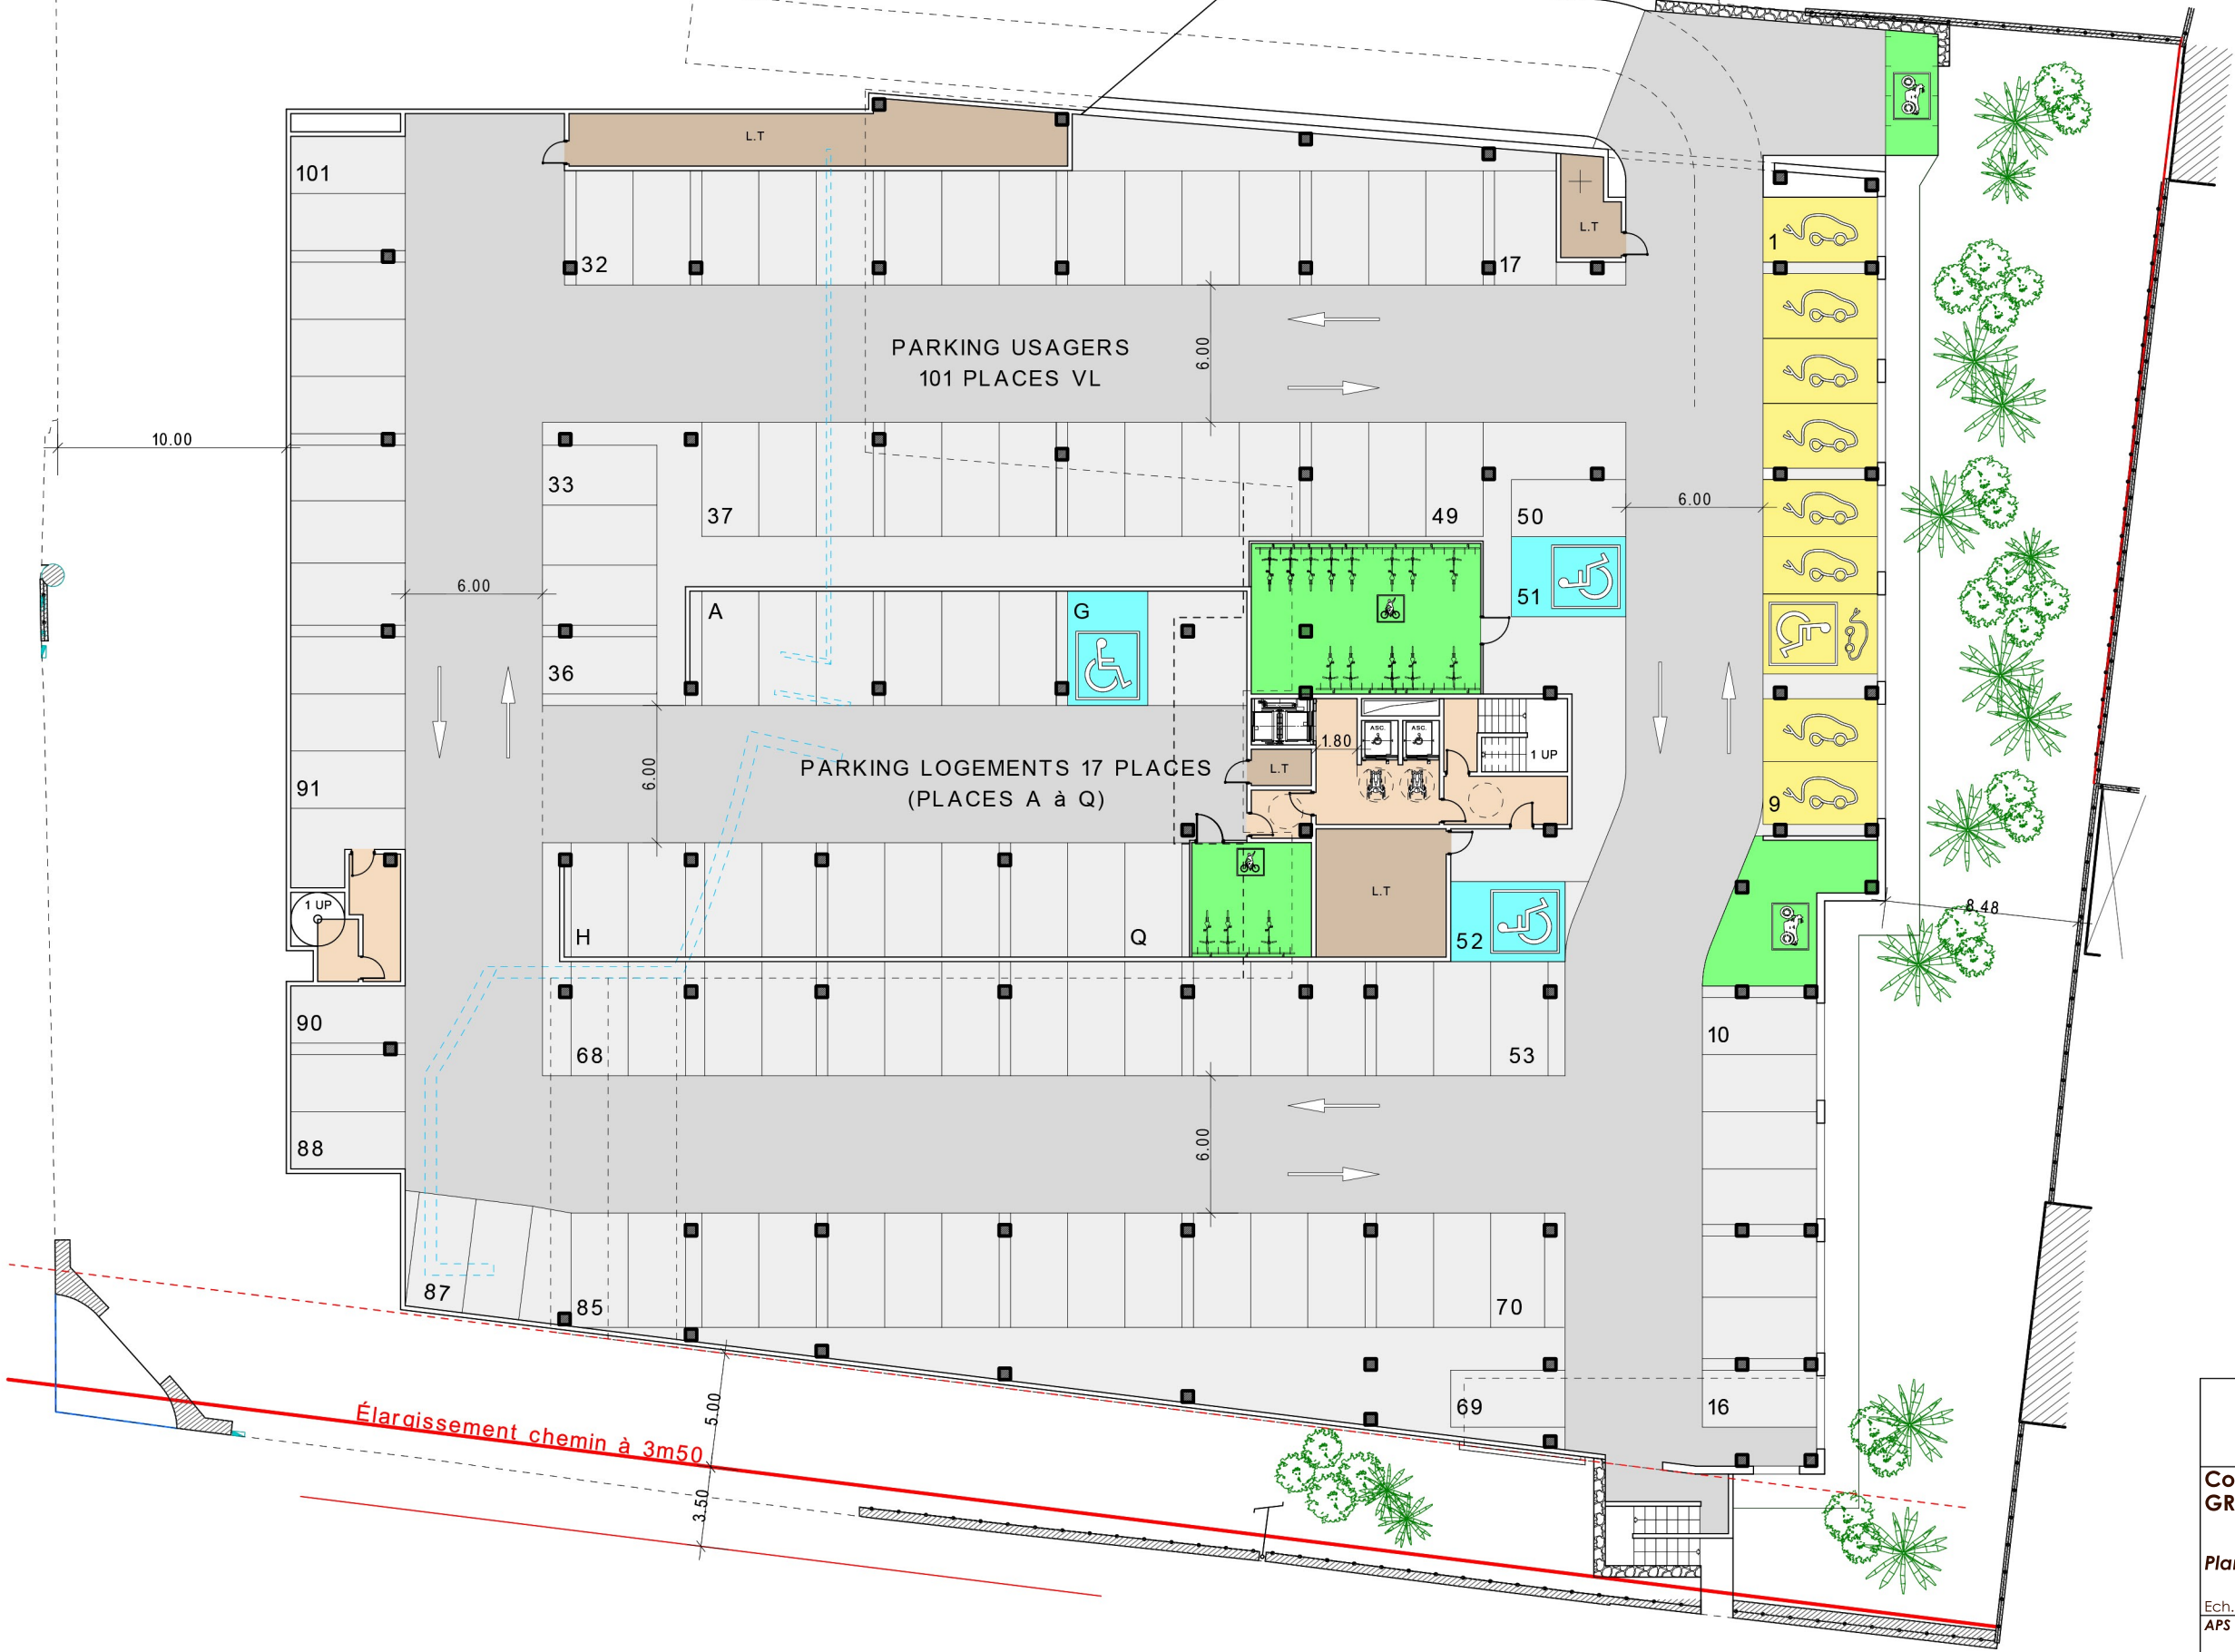 L.T
101
32
17
L.T
1
PARKING USAGERS
101 PLACES VL
6.00
10.00
33
37
49
50
6.00
6.00
51
A
G
36
ASC.
ASC.
1.80
1 UP
6.00
PARKING LOGEMENTS 17 PLACES
(PLACES A à Q)
L.T
91
9
1 UP
L.T
8.48
H
Q
52
90
68
53
10
88
6.00
87
85
70
69
16
5.00
Élargissement chemin à 3m50
3.50
Co
GR
Plan
Ech.
APS